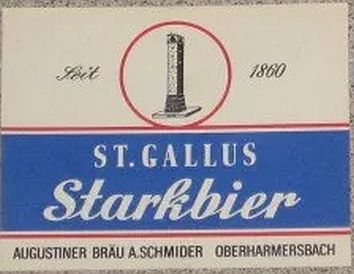 Seit 1860
ST. GALLUS
Starkbier
AUGUSTINER BRÄU A. SCHMIDER OBERHARMERSBACH